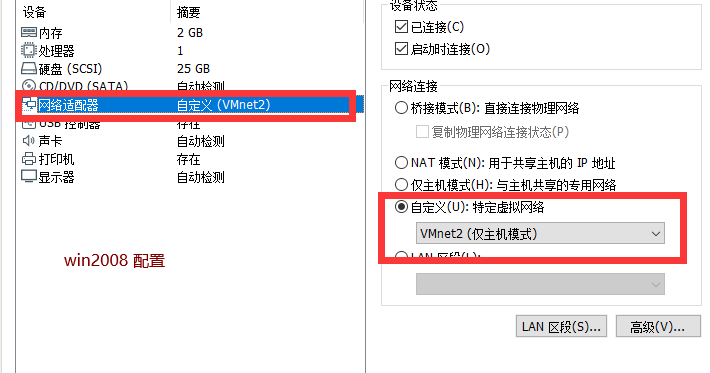 设备
摘要
内存
2 GB
处理器
1
硬盘 (SCSI)
25 GB
CD/DVD (SATA)
自动检测
网络适配器
自定义 (VMnet2)
USB 控制器
存在
声卡
自动检测
打印机
存在
显示器
自动检测
win2008 配置
设备状态
已连接(C)
启动时连接(O)
网络连接
桥接模式(B): 直接连接物理网络
复制物理网络连接状态(P)
NAT 模式(N): 用于共享主机的 IP 地址
仅主机模式(H): 与主机共享的专用网络
自定义(U): 特定虚拟网络
VMnet2 (仅主机模式)
LAN 区段(L):
LAN 区段(S)...
高级(V)...